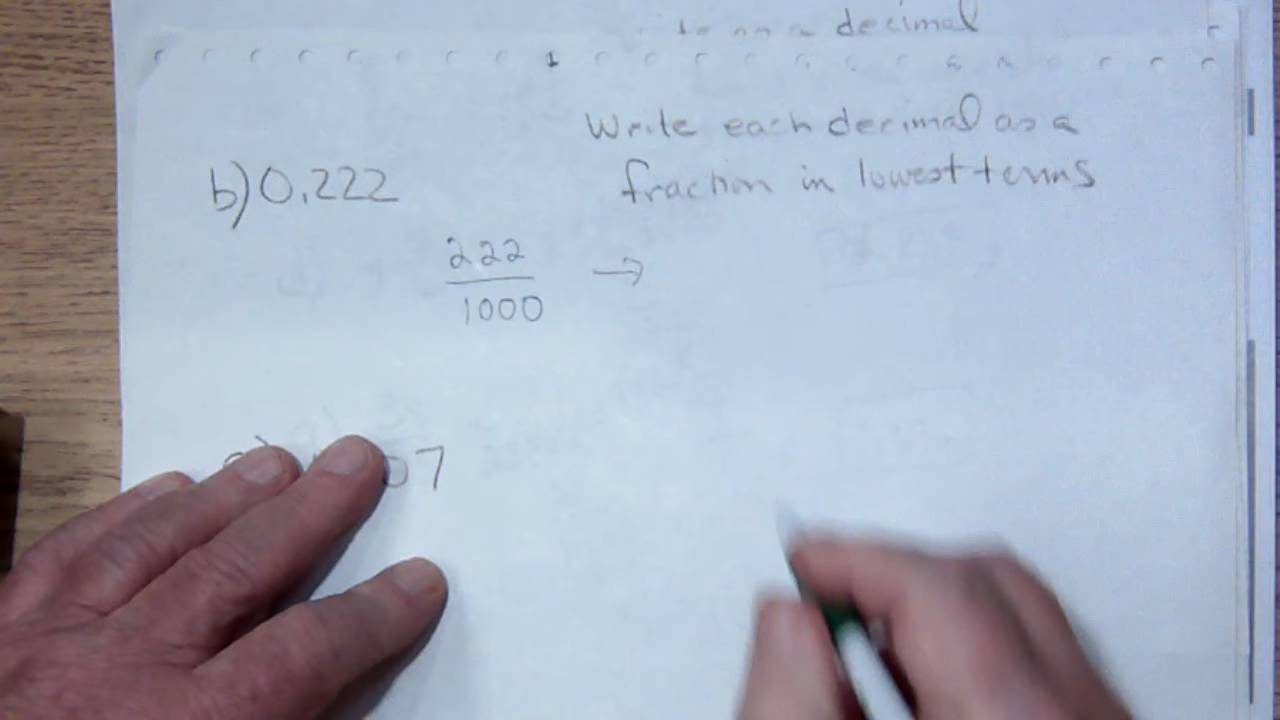 a decimal
Write each decimal as a
fraction in lowest terms
b) 0.222
222
1000
→
07